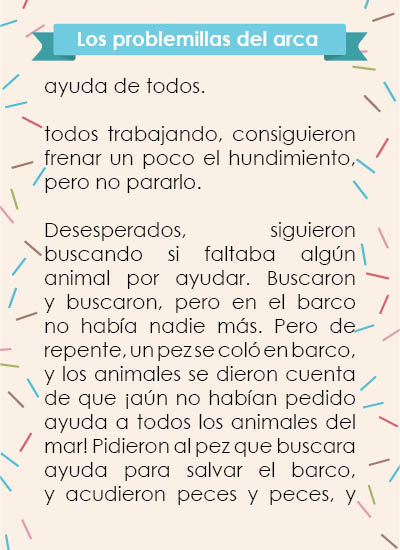 Los problemillas del arca
ayuda de todos.
todos trabajando, consiguieron
frenar un poco el hundimiento,
pero no pararlo.
Desesperados, siguieron
buscando si faltaba algún
animal por ayudar. Buscaron
y buscaron, pero en el barco
no había nadie más. Pero de
repente, un pez se coló en barco,
y los animales se dieron cuenta
de que ¡aún no habían pedido
ayuda a todos los animales del
mar! Pidieron al pez que buscara
ayuda para salvar el barco,
y acudieron peces y peces, y